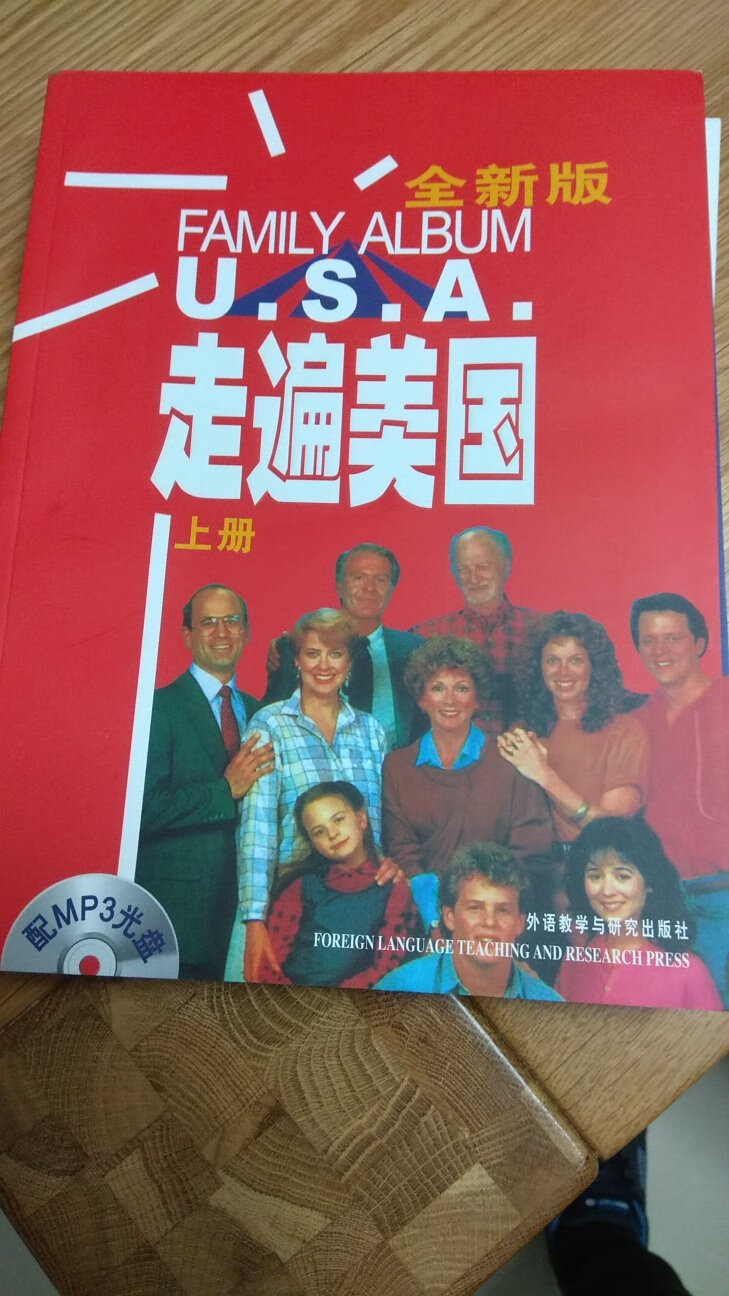 全新版
FAMILY ALBUM
U.S.A.
走遍美国
上册
配MP3光盘
外语教学与研究出版社
FOREIGN LANGUAGE TEACHING AND RESEARCH PRESS